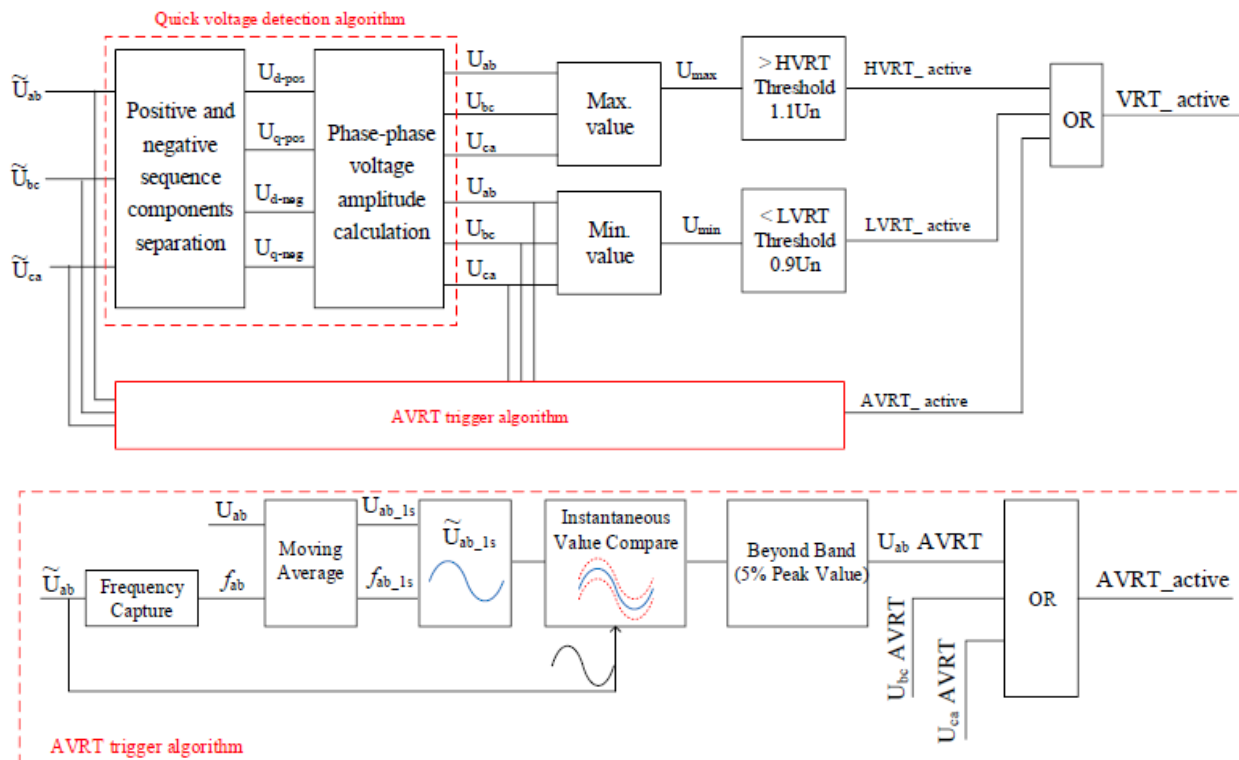 Quick voltage detection algorithm
Ũab
Ũbc
Ũca
Positive and
negative
sequence
components
separation
Ud-pos
Uq-pos
Ud-neg
Uq-neg
Phase-phase
voltage
amplitude
calculation
Uab
Ubc
Uca
Uab
Ubc
Uca
Max.
value
Min.
value
Umax
Umin
> HVRT
Threshold
1.1Un
< LVRT
Threshold
0.9Un
HVRT_ active
LVRT_ active
AVRT_ active
OR
VRT_ active
AVRT trigger algorithm
Ũab
Frequency
Capture
Uab
fab
Moving
Average
Uab_1s
fab_1s
Ũab_1s
Instantaneous
Value Compare
Beyond Band
(5% Peak Value)
Uab AVRT
Ubc AVRT
Uca AVRT
OR
AVRT_active
AVRT trigger algorithm